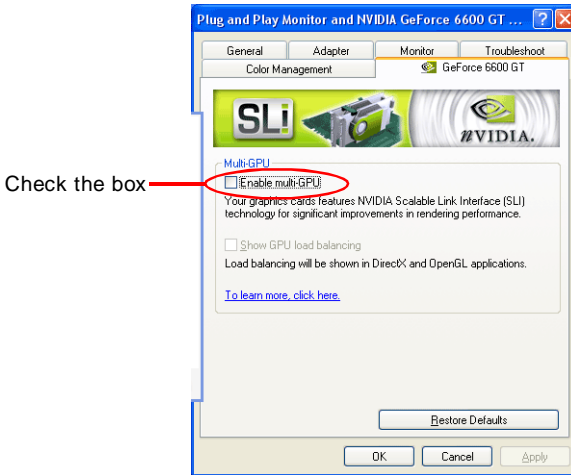 Plug and Play Monitor and NVIDIA GeForce 6600 GT ...
General Adapter Monitor Troubleshoot
Color Management GeForce 6600 GT
SLi nVIDIA.
Multi-GPU
Check the box
Enable multi-GPU
Your graphics cards features NVIDIA Scalable Link Interface (SLI)
technology for significant improvements in rendering performance.
Show GPU load balancing
Load balancing will be shown in DirectX and OpenGL applications.
To learn more, click here.
Restore Defaults
OK Cancel Apply